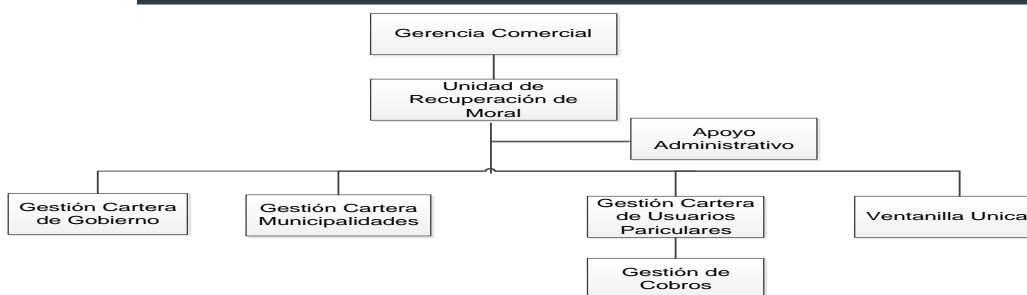 Gerencia Comercial
Unidad de
Recuperación de
Moral
Apoyo
Administrativo
Gestión Cartera
de Gobierno
Gestión Cartera
Municipalidades
Gestión Cartera
de Usuarios
Pariculares
Ventanilla Unica
Gestión de
Cobros